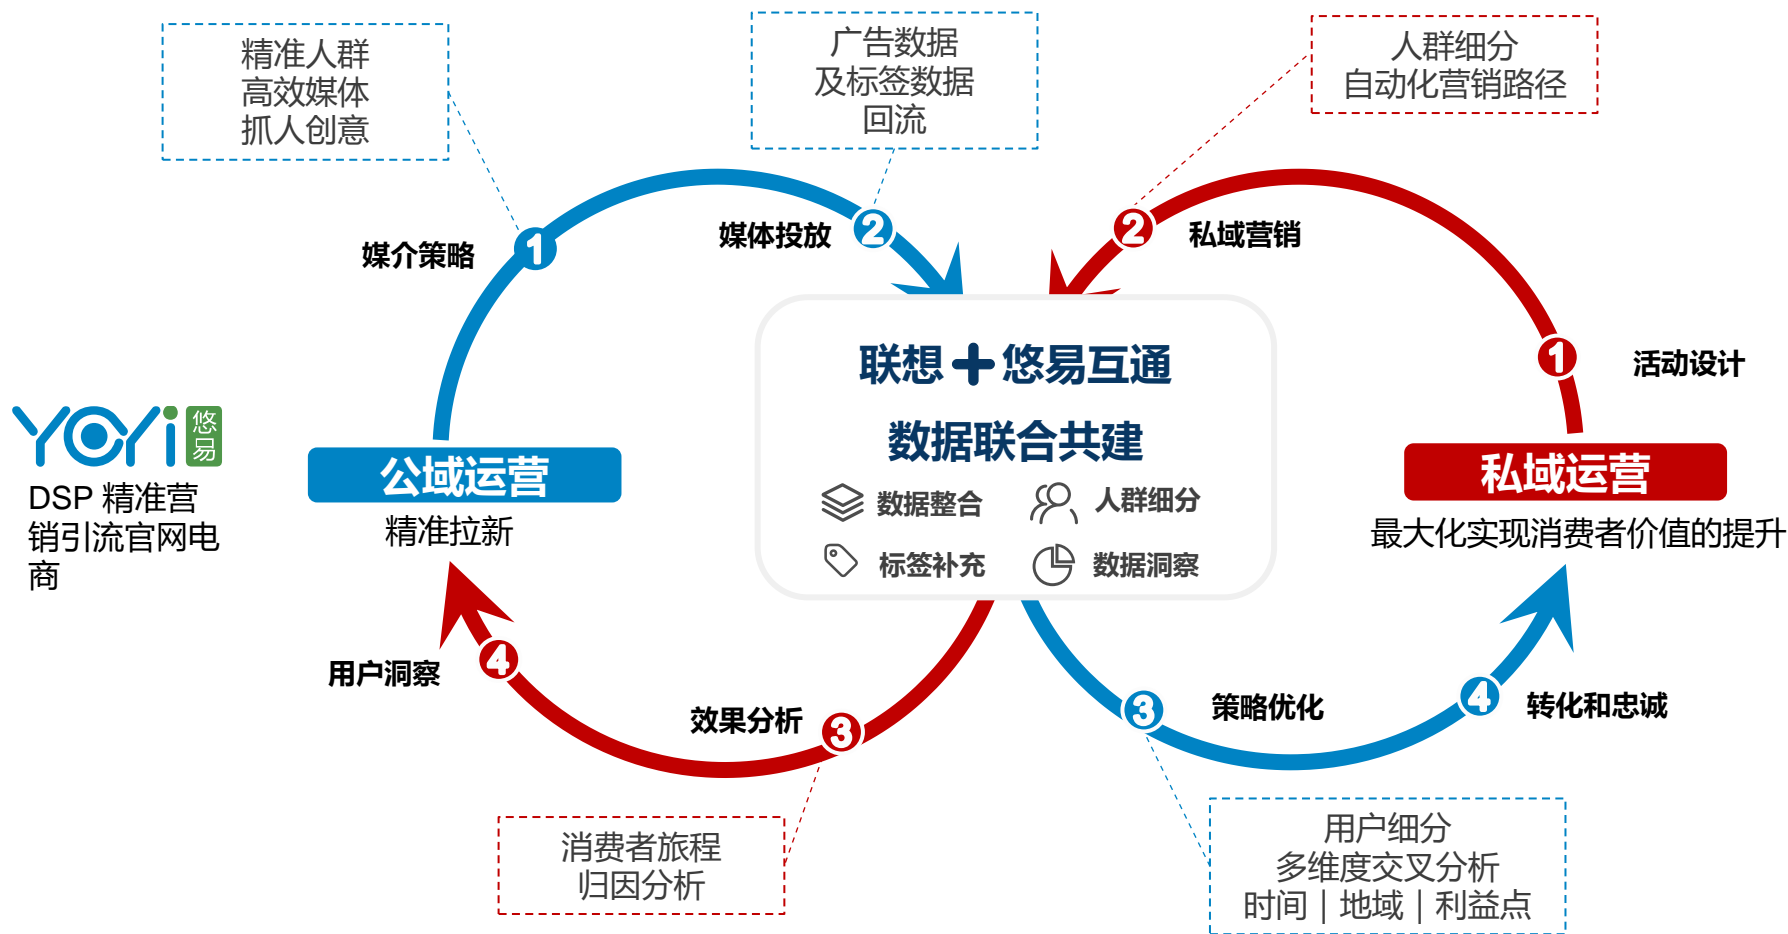 精准人群
高效媒体
抓人创意
广告数据
及标签数据
回流
人群细分
自动化营销路径
媒介策略
1
媒体投放
2
2
私域营销
1
活动设计
联想+悠易互通
数据联合共建
数据整合
人群细分
标签补充
数据洞察
YOYi 悠易
DSP 精准营
销引流官网电
商
公域运营
精准拉新
私域运营
最大化实现消费者价值的提升
用户洞察
4
效果分析
3
3
策略优化
4
转化和忠诚
消费者旅程
归因分析
用户细分
多维度交叉分析
时间｜地域｜利益点